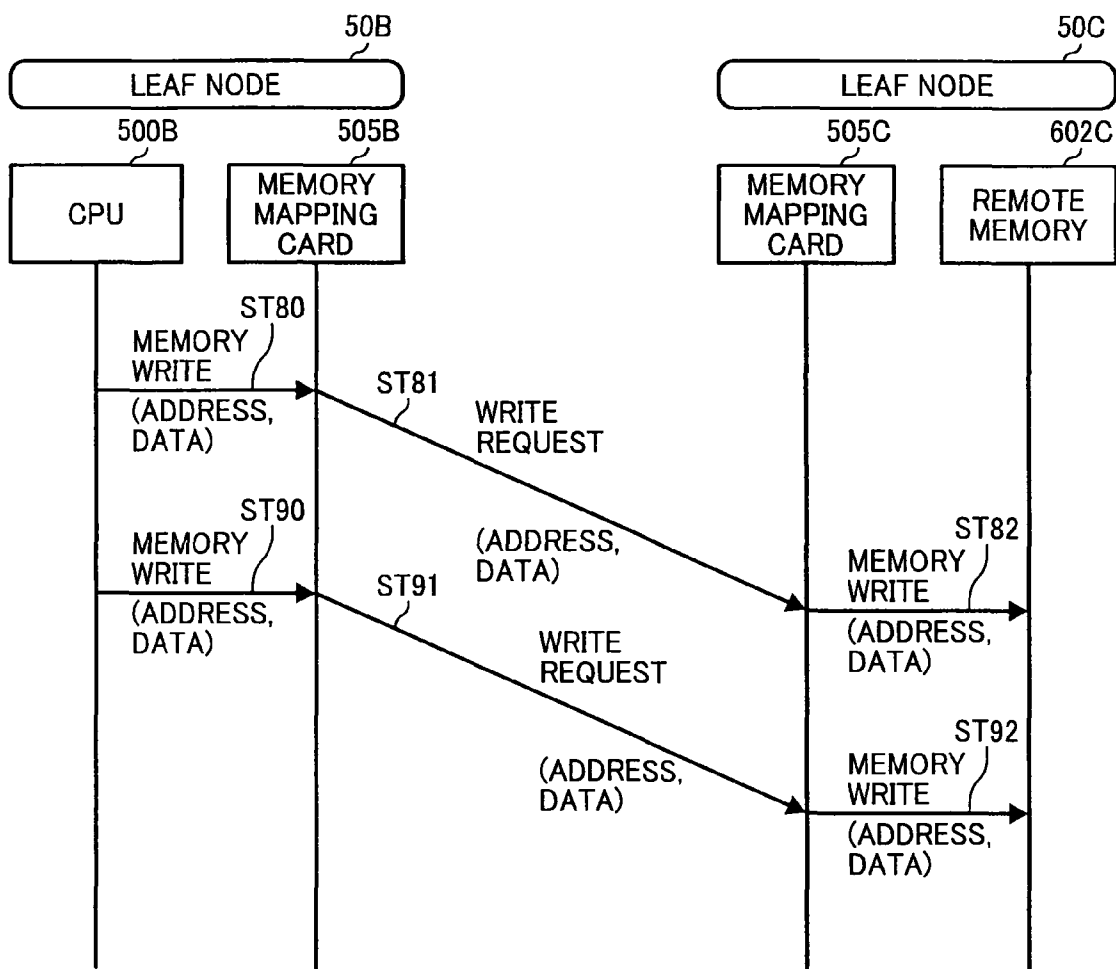 50B
50C
LEAF NODE
LEAF NODE
500B
505B
505C
602C
CPU
MEMORY
MAPPING
CARD
MEMORY
MAPPING
CARD
REMOTE
MEMORY
ST80
MEMORY
WRITE
(ADDRESS,
DATA)
ST81
WRITE
REQUEST
(ADDRESS,
DATA)
ST82
MEMORY
WRITE
(ADDRESS,
DATA)
ST90
MEMORY
WRITE
(ADDRESS,
DATA)
ST91
WRITE
REQUEST
(ADDRESS,
DATA)
ST92
MEMORY
WRITE
(ADDRESS,
DATA)